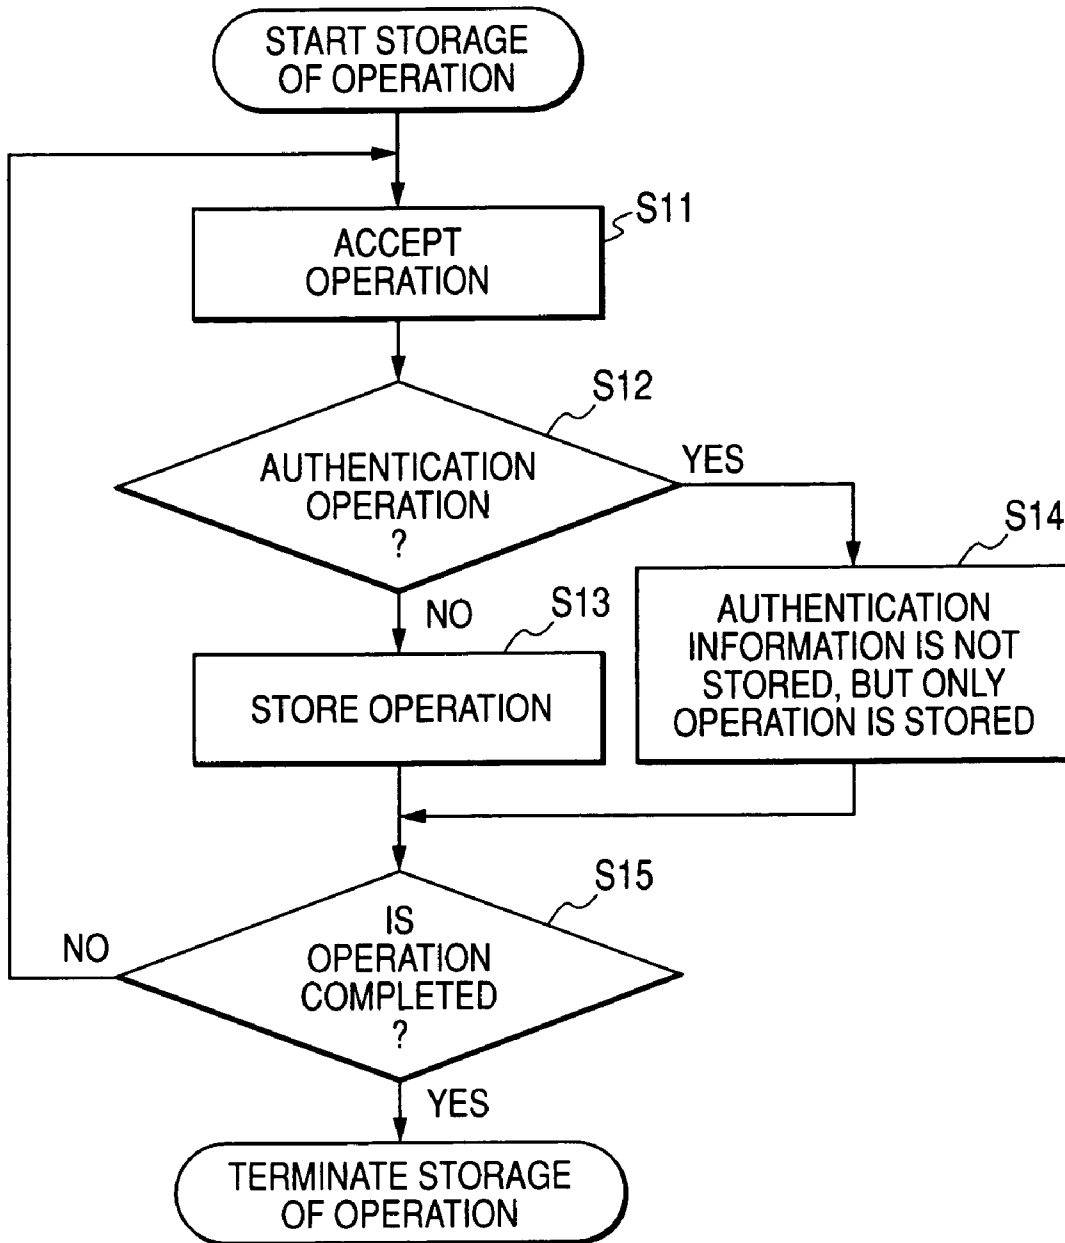 START STORAGE
OF OPERATION
S11
ACCEPT
OPERATION
S12
AUTHENTICATION
OPERATION
?
YES
NO
S13
STORE OPERATION
S14
AUTHENTICATION
INFORMATION IS NOT
STORED, BUT ONLY
OPERATION IS STORED
S15
IS
OPERATION
COMPLETED
?
NO
YES
TERMINATE STORAGE
OF OPERATION